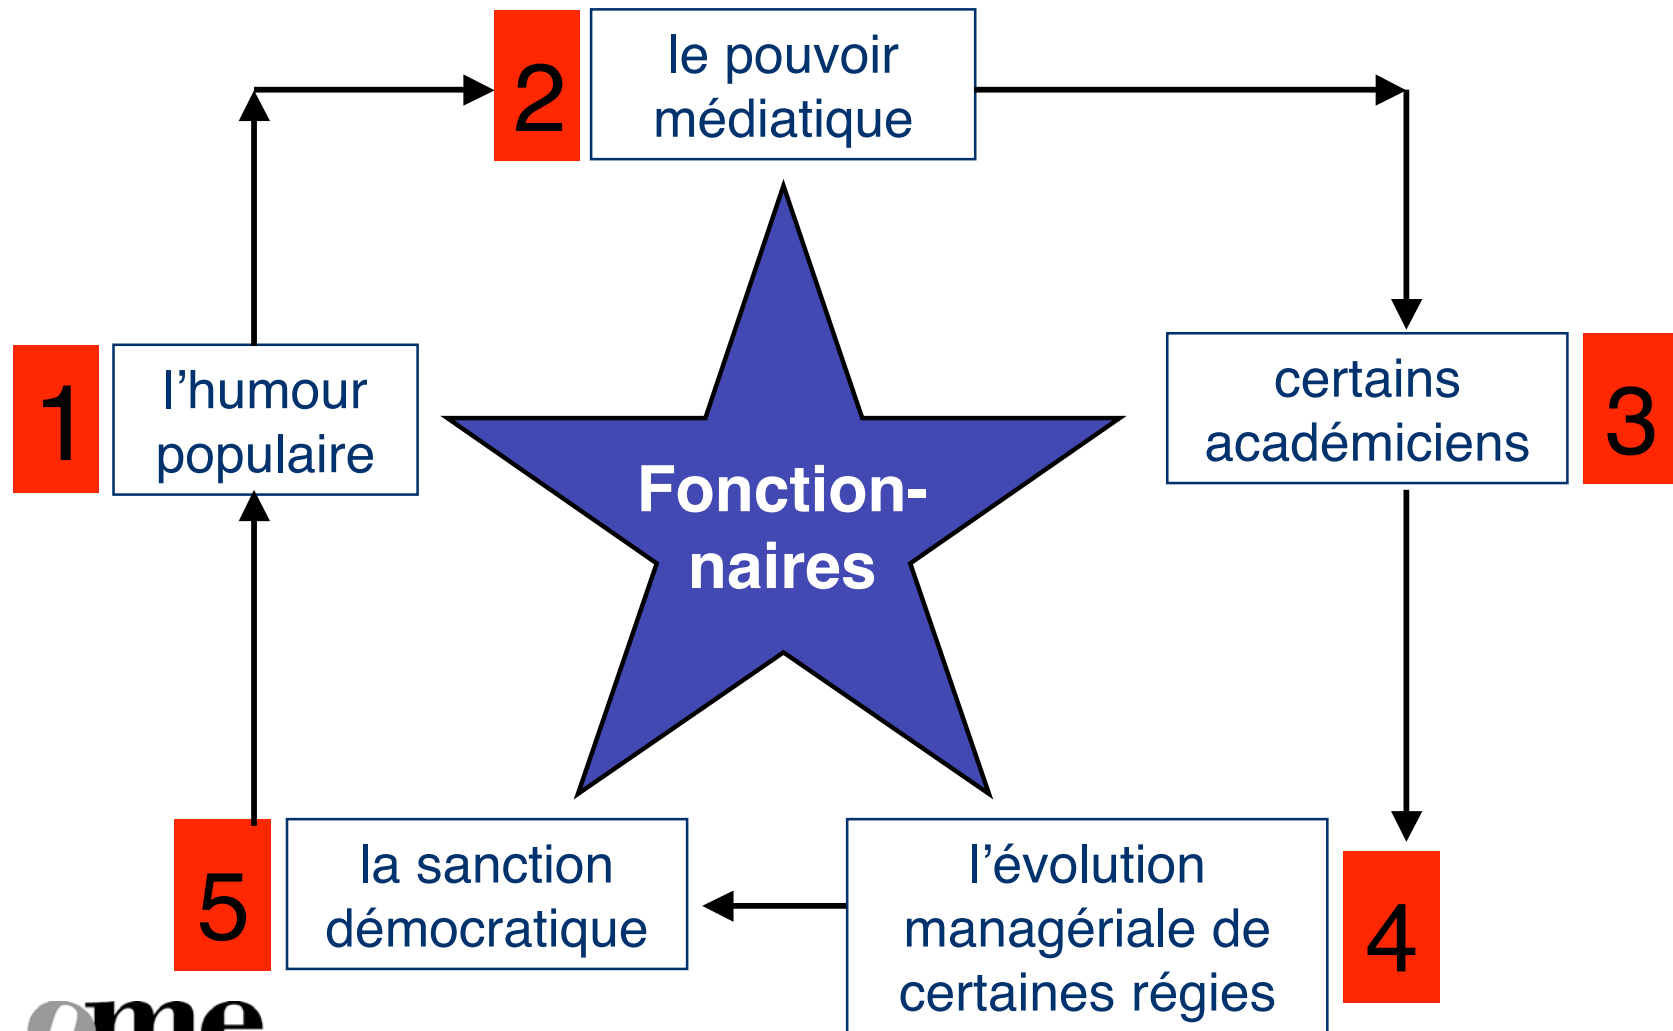 1
l’humour
populaire
2
le pouvoir
médiatique
3
certains
académiciens
Fonction-
naires
4
l’évolution
managériale de
certaines régies
5
la sanction
démocratique